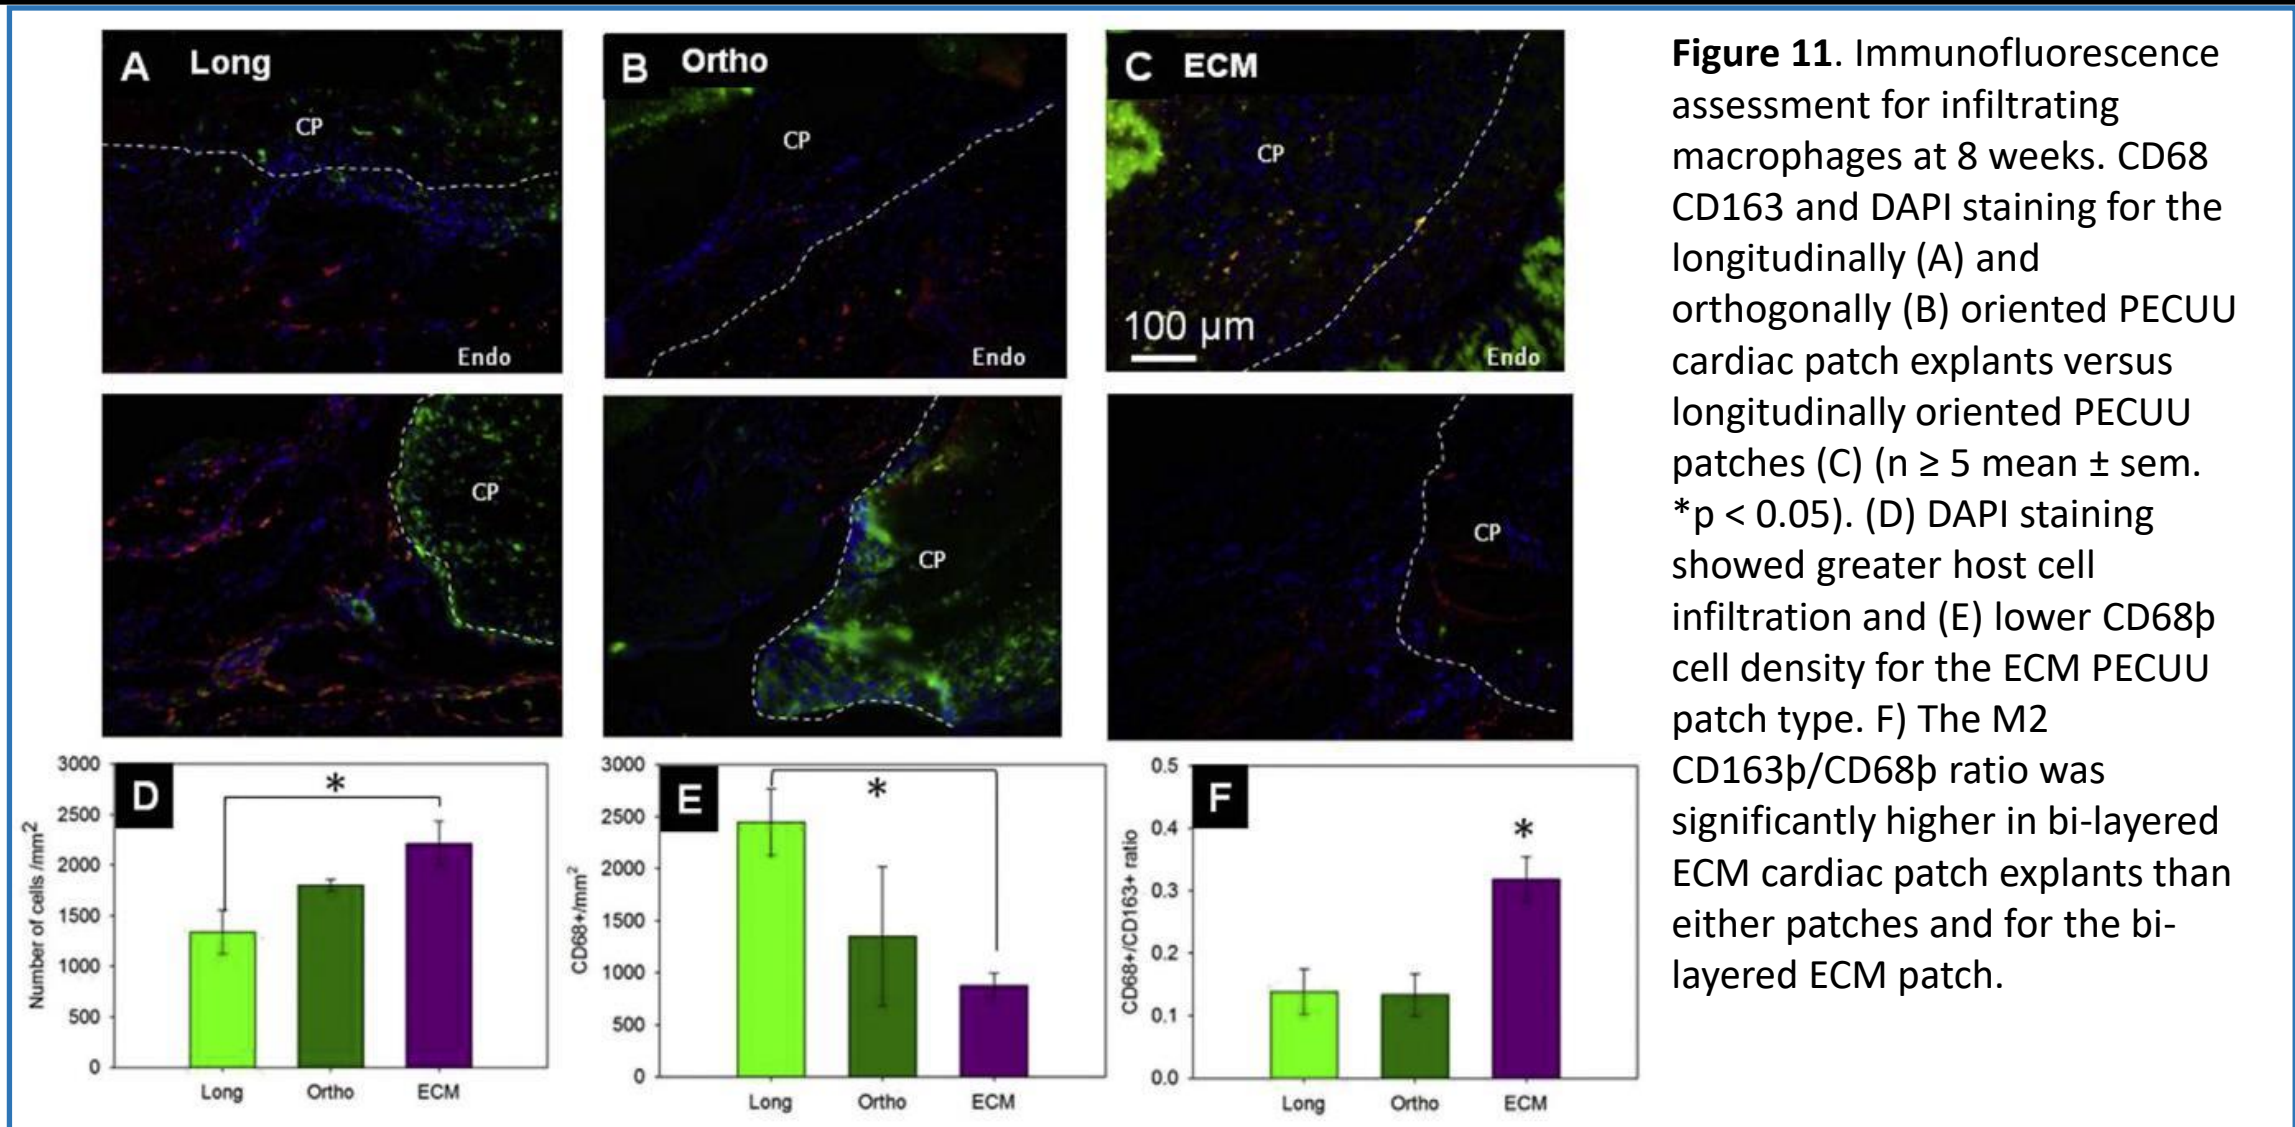 A Long
CP
Endo
B Ortho
CP
Endo
C ECM
CP
100 µm
Endo
CP
CP
CP
D
*
Number of cells /mm2
3000
2500
2000
1500
1000
500
0
Long Ortho ECM
E
*
CD68+/mm2
3000
2500
2000
1500
1000
500
0
Long Ortho ECM
F
*
CD68+/CD163+ ratio
0.5
0.4
0.3
0.2
0.1
0.0
Long Ortho ECM
Figure 11. Immunofluorescence
assessment for infiltrating
macrophages at 8 weeks. CD68
CD163 and DAPI staining for the
longitudinally (A) and
orthogonally (B) oriented PECUU
cardiac patch explants versus
longitudinally oriented PECUU
patches (C) (n ≥ 5 mean ± sem.
*p < 0.05). (D) DAPI staining
showed greater host cell
infiltration and (E) lower CD68þ
cell density for the ECM PECUU
patch type. F) The M2
CD163þ/CD68þ ratio was
significantly higher in bi-layered
ECM cardiac patch explants than
either patches and for the bi-
layered ECM patch.